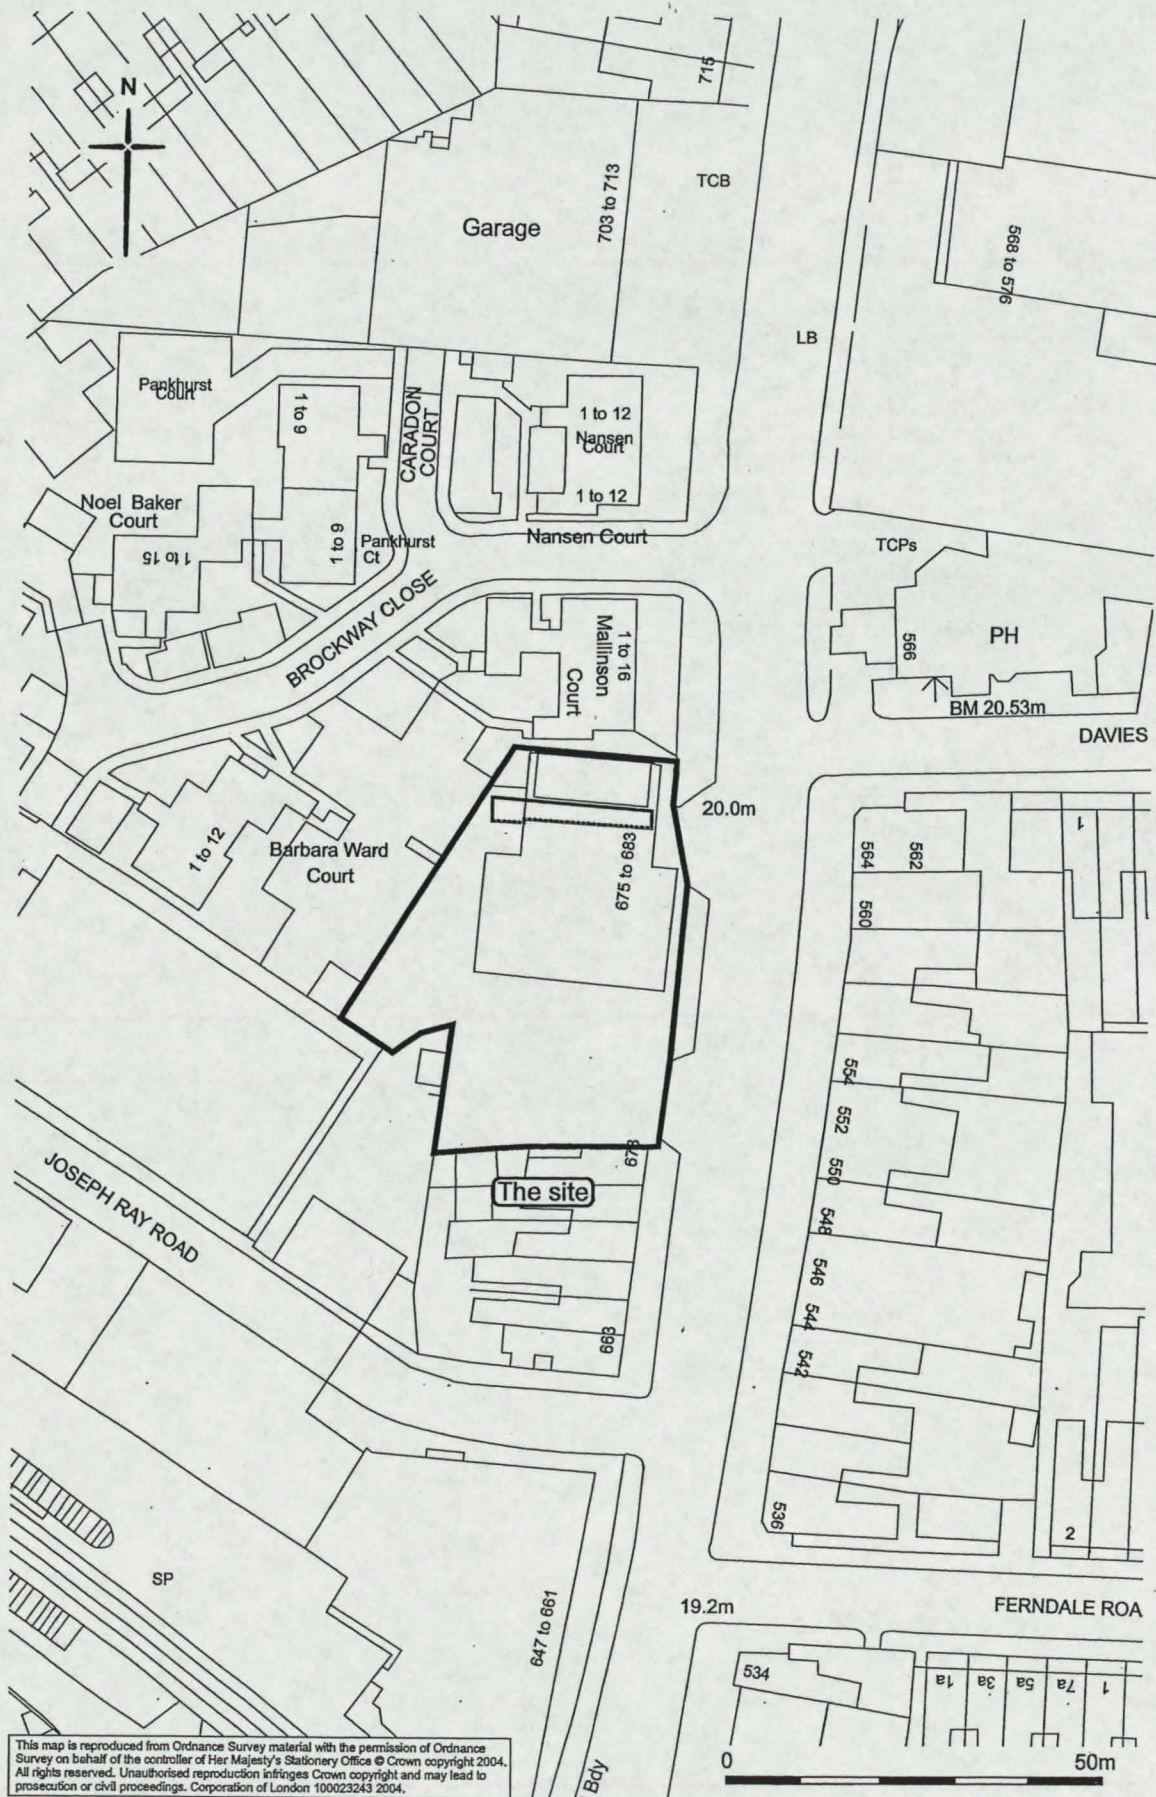 715
N
TCB
703 to 713
Garage
568 to 576
LB
Pankhurst
Court
1 to 9
CARADON
COURT
1 to 12
Nansen
Court
1 to 12
Noel Baker
Court
1 to 15
1 to 9
Pankhurst
Ct
Nansen Court
TCPs
BROCKWAY CLOSE
1 to 16
Mallinson
Court
566
PH
BM 20.53m
DAVIES
20.0m
1 to 12
Barbara Ward
Court
675 to 683
564
562
1
560
554
552
550
548
546
544
542
536
673
The site
663
JOSEPH RAY ROAD
SP
647 to 661
2
19.2m
FERNDALE ROA
534
1a
3a
5a
7a
1
Bdy
This map is reproduced from Ordnance Survey material with the permission of Ordnance
Survey on behalf of the controller of Her Majesty's Stationery Office © Crown copyright 2004.
All rights reserved. Unauthorised reproduction infringes Crown copyright and may lead to
prosecution or civil proceedings. Corporation of London 100023243 2004.
0
50m